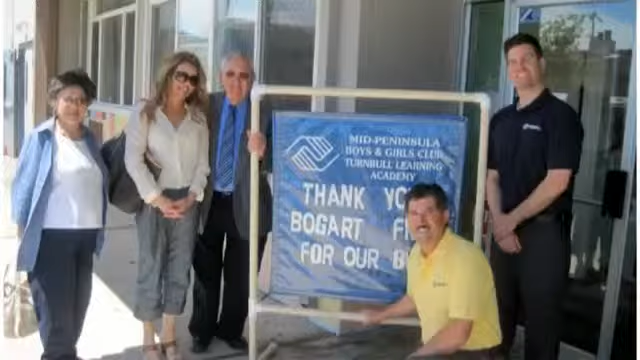 MID-PENINSULA
BOYS & GIRLS CLUB
TURNBULL LEARNING
ACADEMY
THANK YO
BOGART F
FOR OUR B